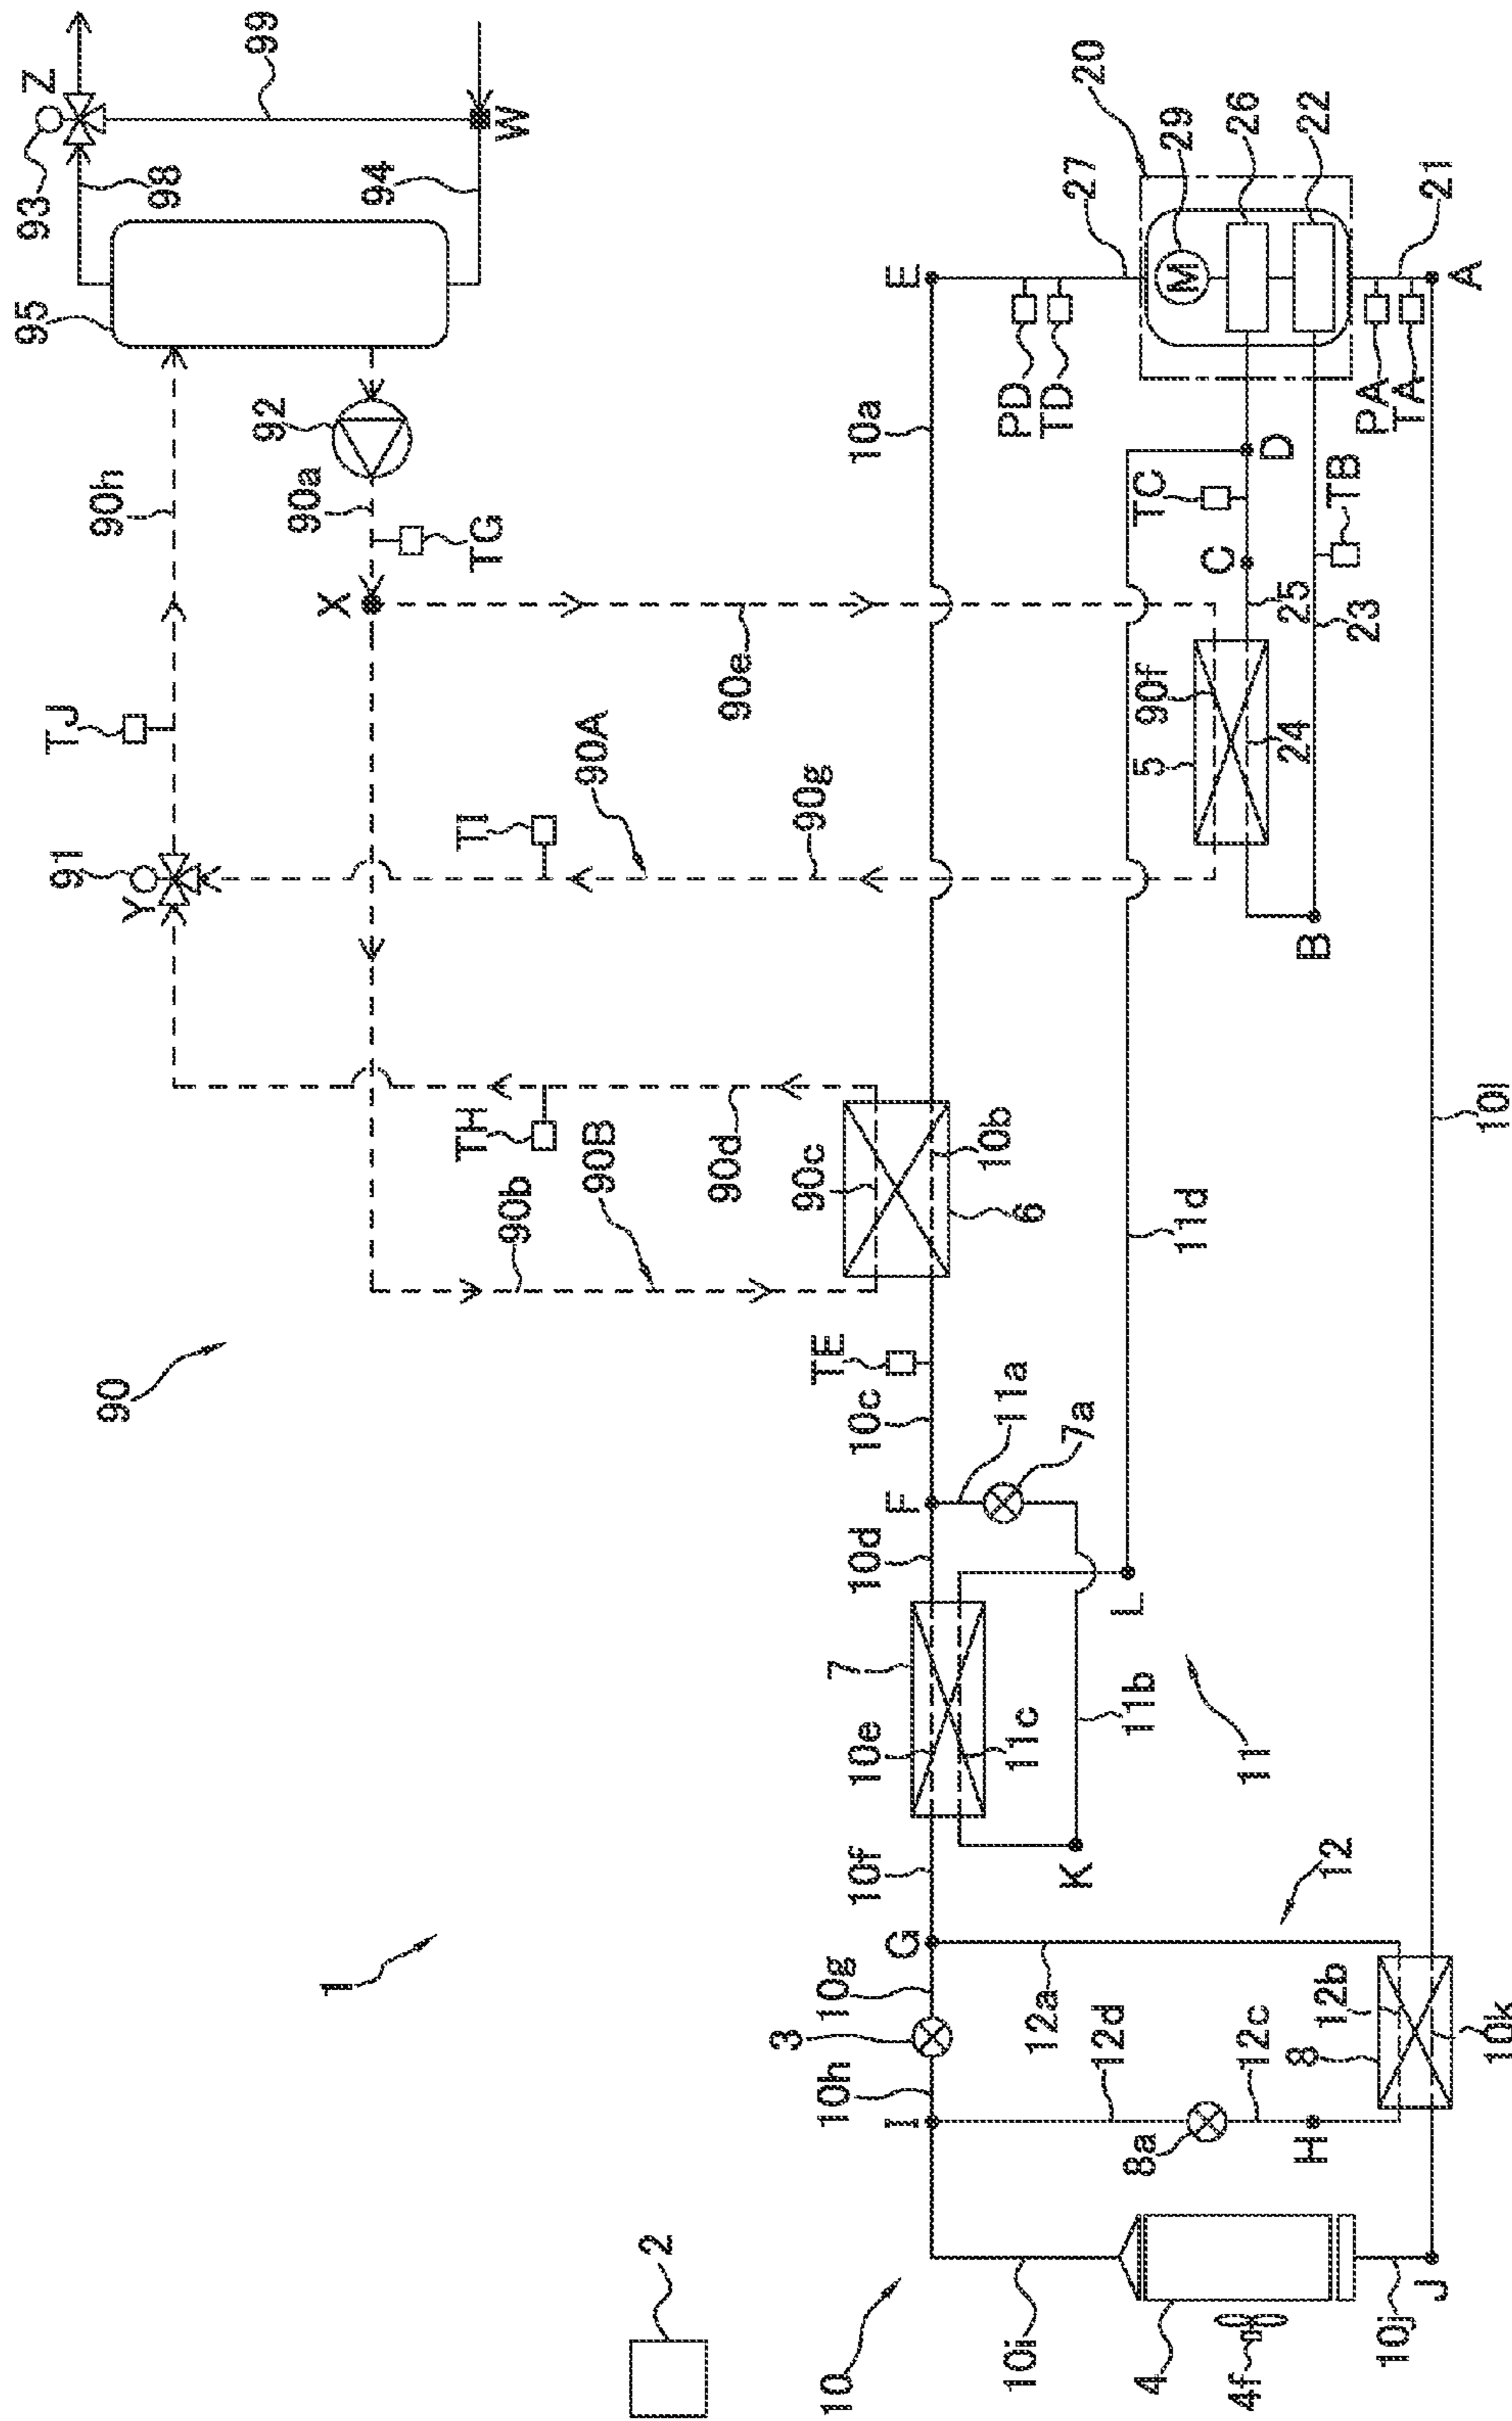 99
Z
93
98
94
W
95
20
29
26
22
27
21
E
A
PD
TD
PA
TA
M
10a
92
90a
TG
90h
X
TC
D
TB
C
25
23
TJ
90e
90f
5
24
90A
90g
TI
91
Y
B
TH
90d
90c
10b
6
10l
11d
90b
90B
90
TE
10c
11a
7a
F
10d
L
7
10e
11c
11b
11
10f
K
12
1
G
10g
12a
12b
10k
3
12d
12c
8
10h
I
8a
H
2
10
10i
4
4f
10j
J